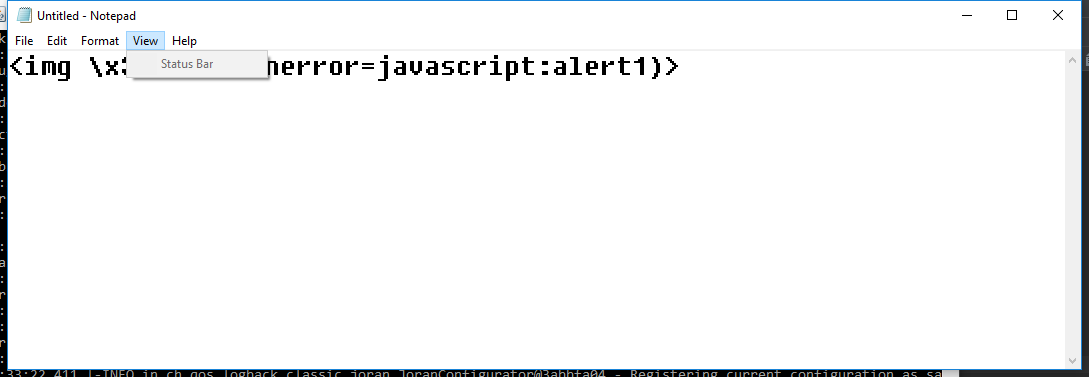 Untitled - Notepad
File Edit Format View Help
Status Bar
<img \x3 nerror=javascript:alert1)>
:33:22,411 |-INFO in ch.qos.logback.classic.joran.JoranConfigurator@3abbfa04 - Registering current configuration as sa